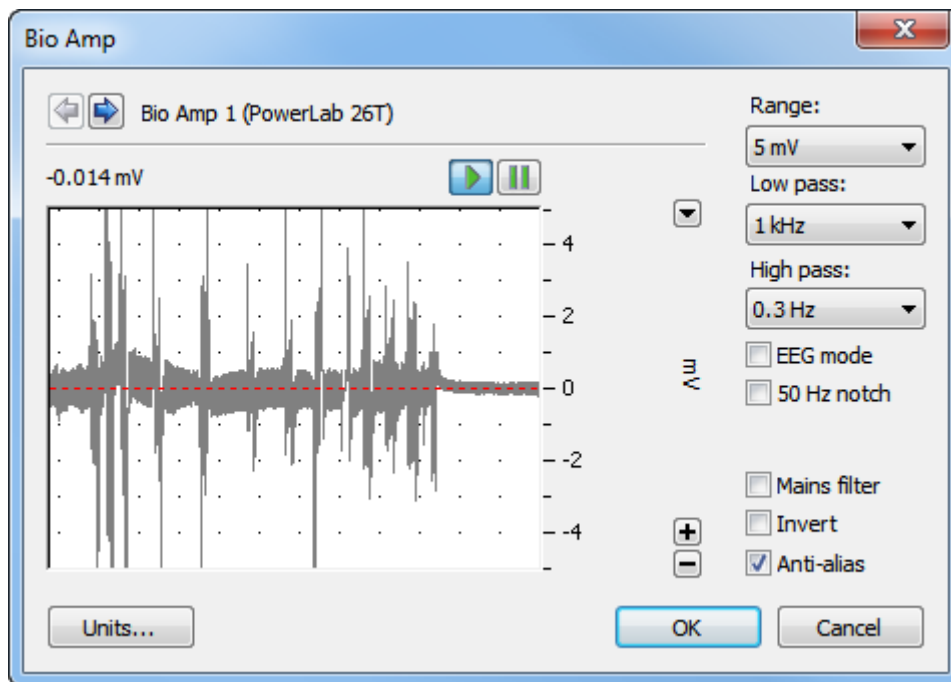 Bio Amp
Bio Amp 1 (PowerLab 26T)
-0.014 mV
4
2
0
-2
-4
mV
Range:
5 mV
Low pass:
1 kHz
High pass:
0.3 Hz
EEG mode
50 Hz notch
Mains filter
Invert
Anti-alias
Units...
OK
Cancel